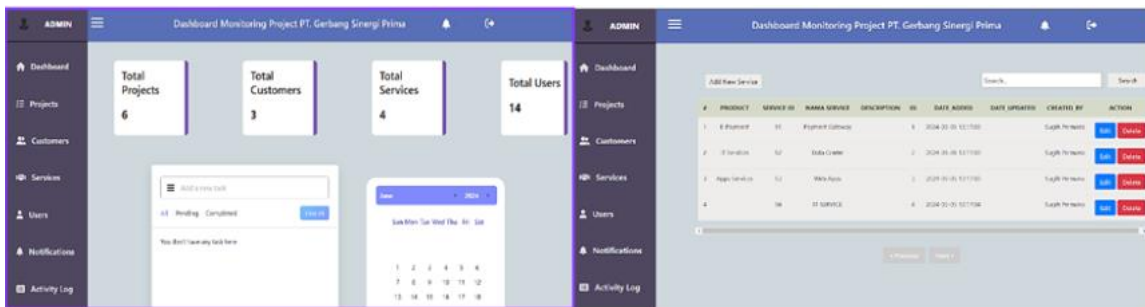 ADMIN
Dashboard Monitoring Project PT. Gerbang Sinergi Prima
Dashboard
Projects
Customers
Services
Users
Notifications
Activity Log
Total Projects
6
Total Customers
3
Total Services
4
Total Users
14
Add a new task
All Pending Completed
You don't have any task here
June 2024
Sun Mon Tue Wed Thu Fri Sat
1 2 3 4 5 6
7 8 9 10 11 12
13 14 15 16 17 18
ADMIN
Dashboard Monitoring Project PT. Gerbang Sinergi Prima
Dashboard
Projects
Customers
Services
Users
Notifications
Activity Log
Add New Service
Search..
Search
# PRODUCT SERVICE ID NAMA SERVICE DESCRIPTION ID DATE ADDED DATE UPDATED CREATED BY ACTION
1 E-Payment Payment Gateway Edit Delete
2 IT Services Data Center Edit Delete
3 Apps Services Web Apps Edit Delete
4 IT SERVICE Edit Delete
« Previous Next »